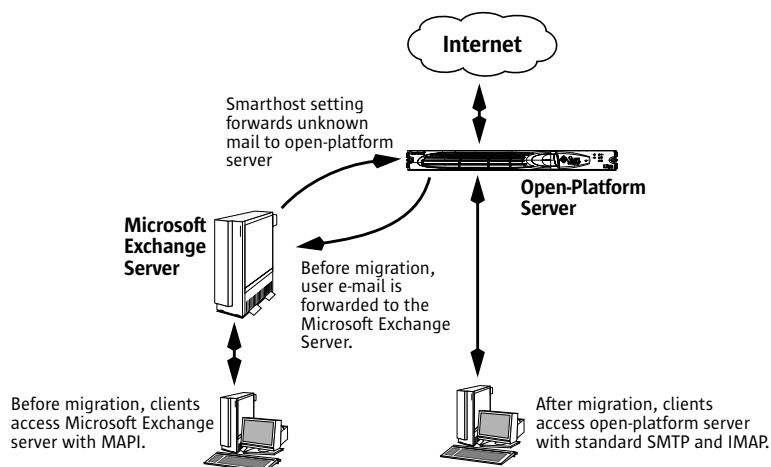 Internet
Smarthost setting
forwards unknown
mail to open-platform
server
Open-Platform
Server
Microsoft
Exchange
Server
Before migration,
user e-mail is
forwarded to the
Microsoft Exchange
Server.
Before migration, clients
access Microsoft Exchange
server with MAPI.
After migration, clients
access open-platform server
with standard SMTP and IMAP.